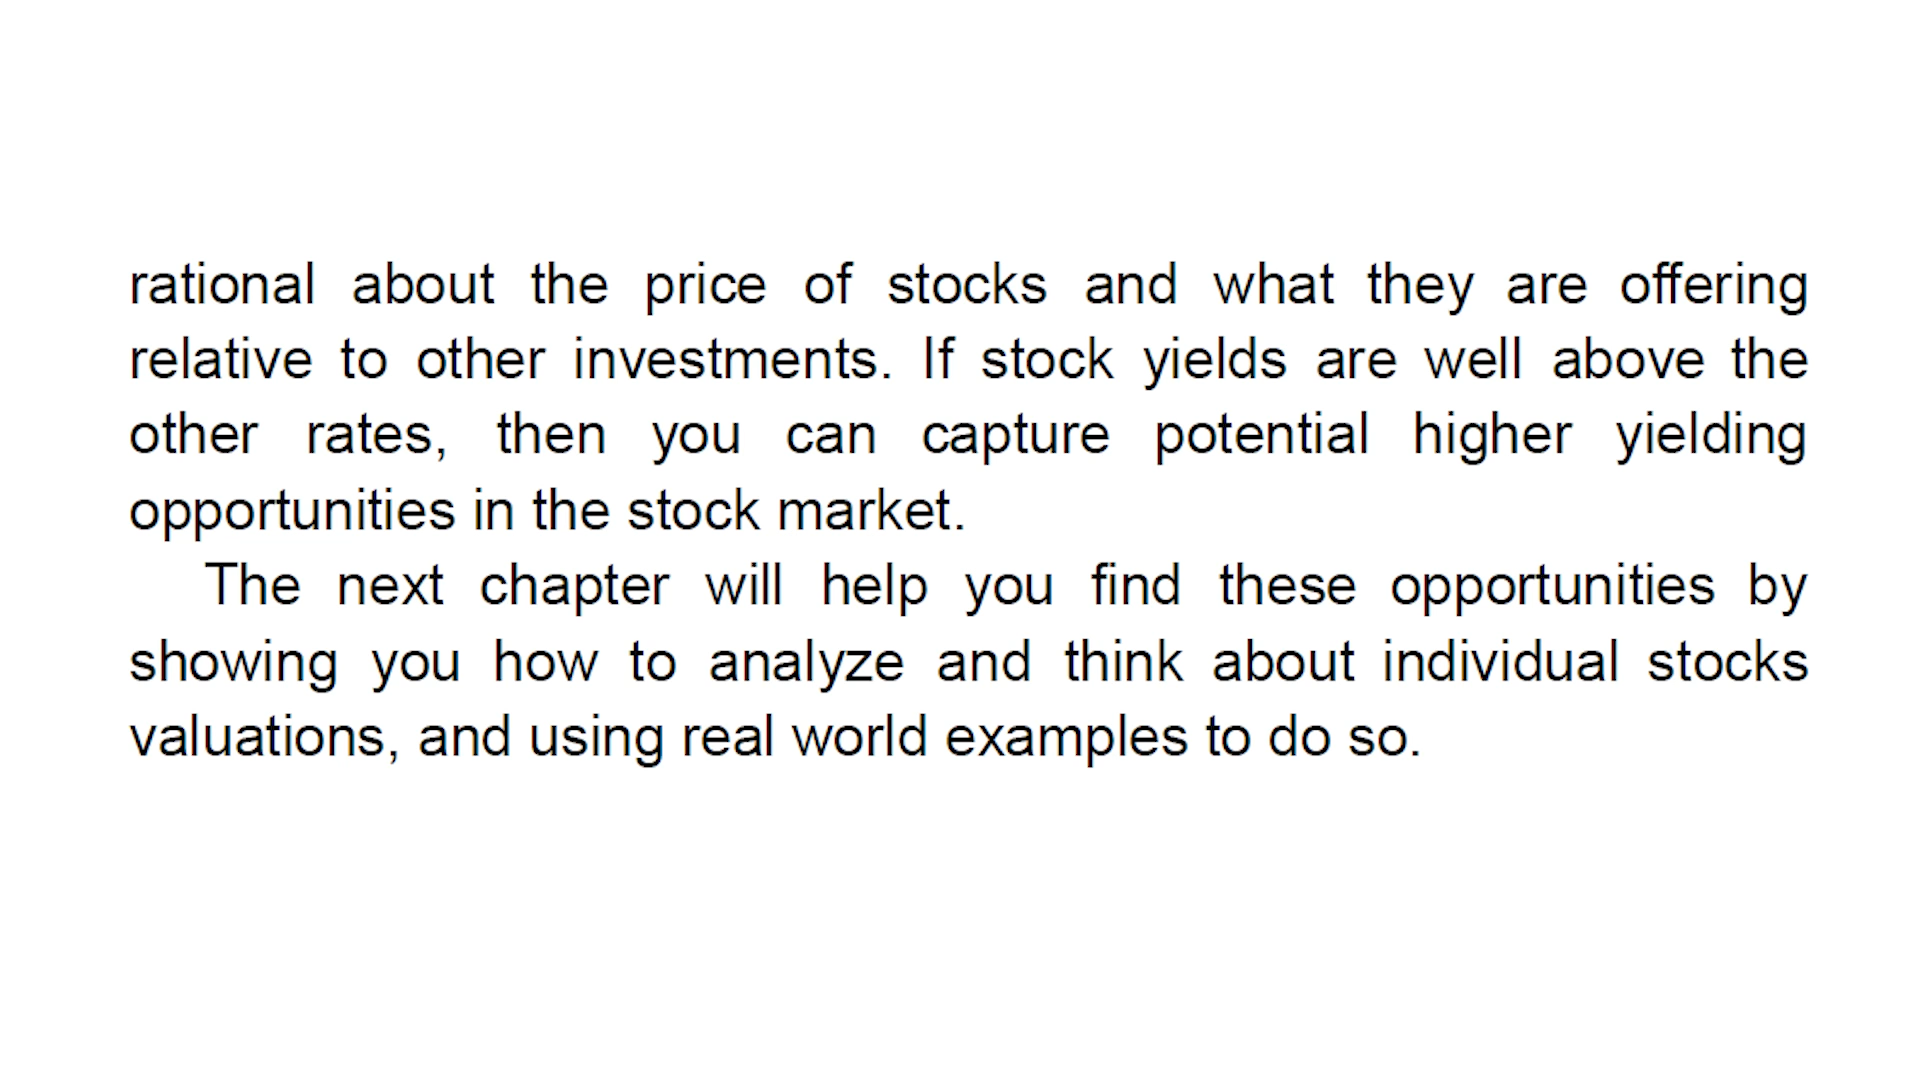 rational about the price of stocks and what they are offering
relative to other investments. If stock yields are well above the
other rates, then you can capture potential higher yielding
opportunities in the stock market.
The next chapter will help you find these opportunities by
showing you how to analyze and think about individual stocks
valuations, and using real world examples to do so.